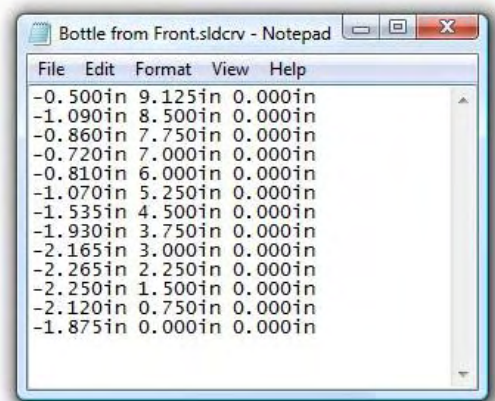 Bottle from Front.sldcrv - Notepad
File Edit Format View Help
-0.500in 9.125in 0.000in
-1.090in 8.500in 0.000in
-0.860in 7.750in 0.000in
-0.720in 7.000in 0.000in
-0.810in 6.000in 0.000in
-1.070in 5.250in 0.000in
-1.535in 4.500in 0.000in
-1.930in 3.750in 0.000in
-2.165in 3.000in 0.000in
-2.265in 2.250in 0.000in
-2.250in 1.500in 0.000in
-2.120in 0.750in 0.000in
-1.875in 0.000in 0.000in